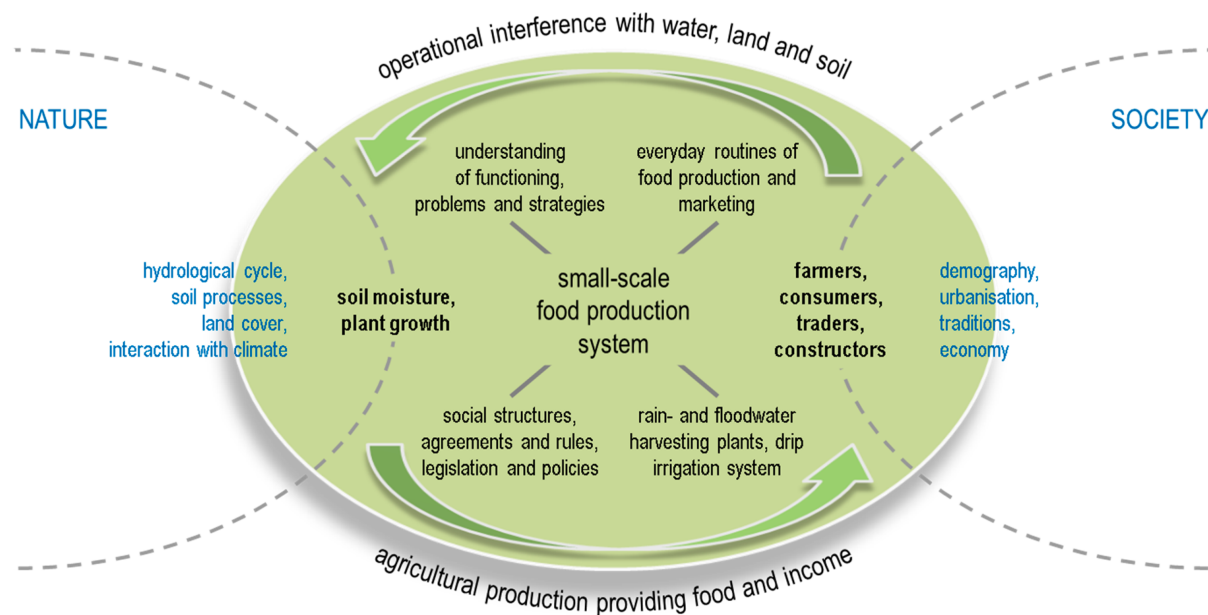 operational interference with water, land and soil
NATURE
SOCIETY
understanding
of functioning,
problems and strategies
everyday routines of
food production and
marketing
hydrological cycle,
soil processes,
land cover,
interaction with climate
soil moisture,
plant growth
small-scale
food production
system
farmers,
consumers,
traders,
constructors
demography,
urbanisation,
traditions,
economy
social structures,
agreements and rules,
legislation and policies
rain- and floodwater
harvesting plants, drip
irrigation system
agricultural production providing food and income